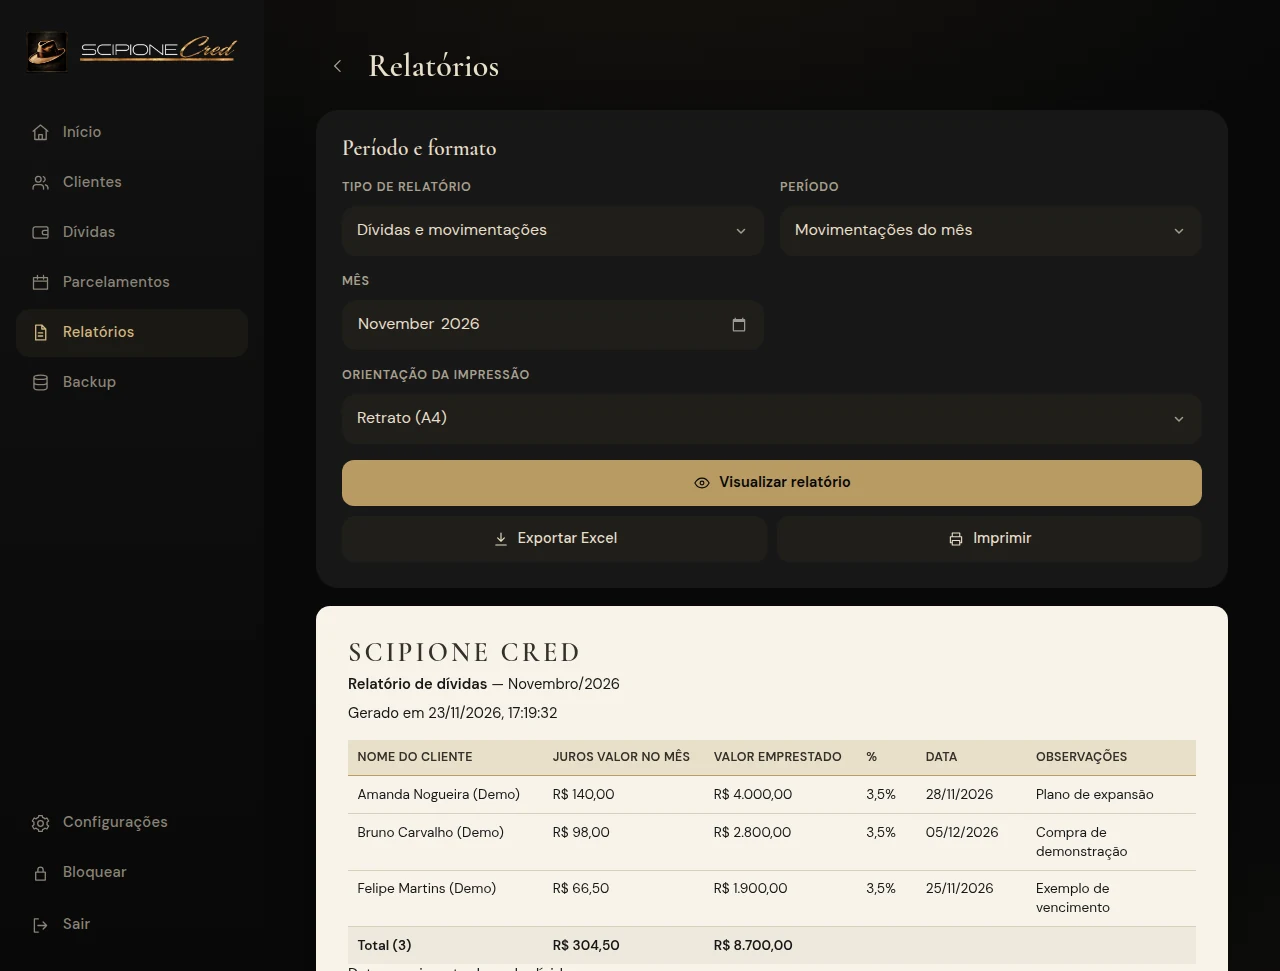 SCIPIONE Cred
Início
Clientes
Dívidas
Parcelamentos
Relatórios
Backup
Configurações
Bloquear
Sair
Relatórios
Período e formato
TIPO DE RELATÓRIO
PERÍODO
Dívidas e movimentações
Movimentações do mês
MÊS
November 2026
ORIENTAÇÃO DA IMPRESSÃO
Retrato (A4)
Visualizar relatório
Exportar Excel
Imprimir
SCIPIONE CRED
Relatório de dívidas — Novembro/2026
Gerado em 23/11/2026, 17:19:32
NOME DO CLIENTE JUROS VALOR NO MÊS VALOR EMPRESTADO % DATA OBSERVAÇÕES
Amanda Nogueira (Demo) R$ 140,00 R$ 4.000,00 3,5% 28/11/2026 Plano de expansão
Bruno Carvalho (Demo) R$ 98,00 R$ 2.800,00 3,5% 05/12/2026 Compra de
demonstração
Felipe Martins (Demo) R$ 66,50 R$ 1.900,00 3,5% 25/11/2026 Exemplo de
vencimento
Total (3) R$ 304,50 R$ 8.700,00